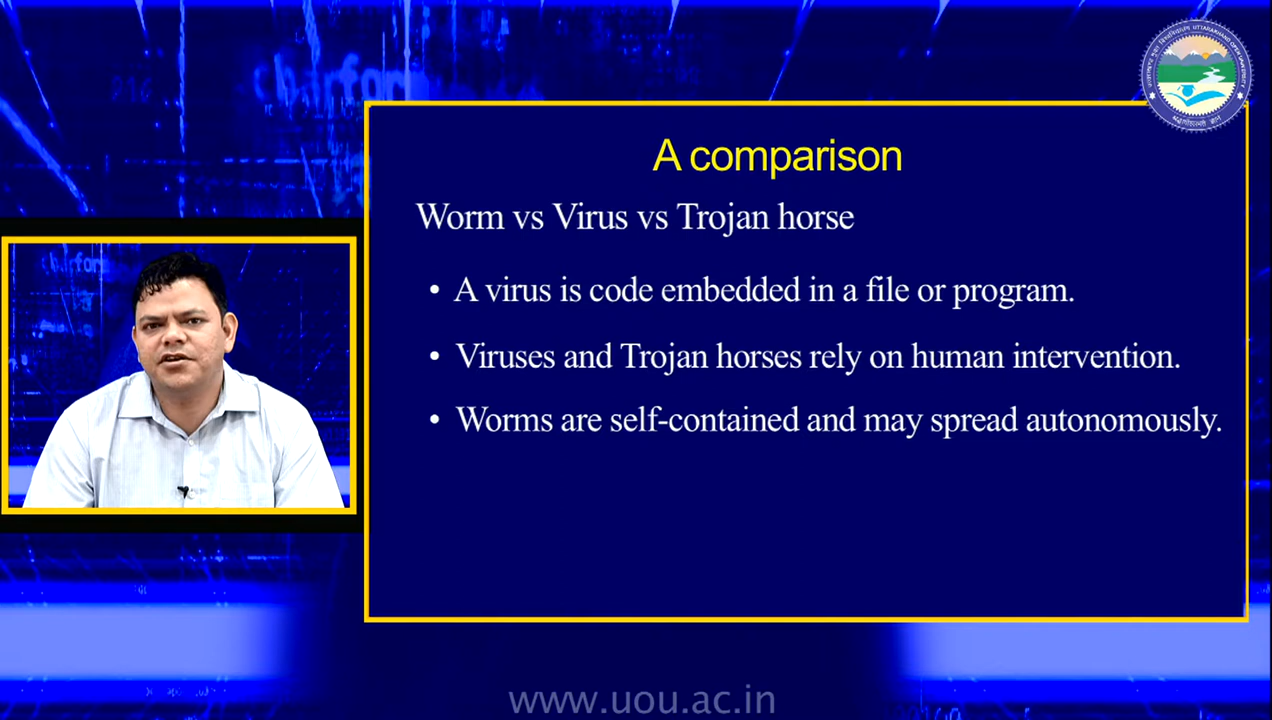 A comparison
Worm vs Virus vs Trojan horse
• A virus is code embedded in a file or program.
• Viruses and Trojan horses rely on human intervention.
• Worms are self-contained and may spread autonomously.
www.uou.ac.in